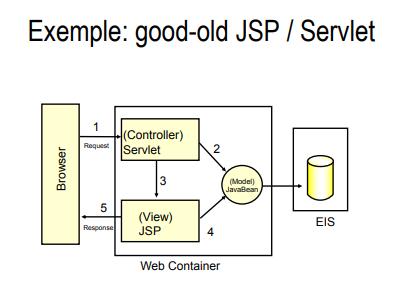 Exemple: good-old JSP / Servlet
1
Request
(Controller)
Servlet
2
Browser
3
(Model)
JavaBean
5
Response
(View)
JSP
4
EIS
Web Container